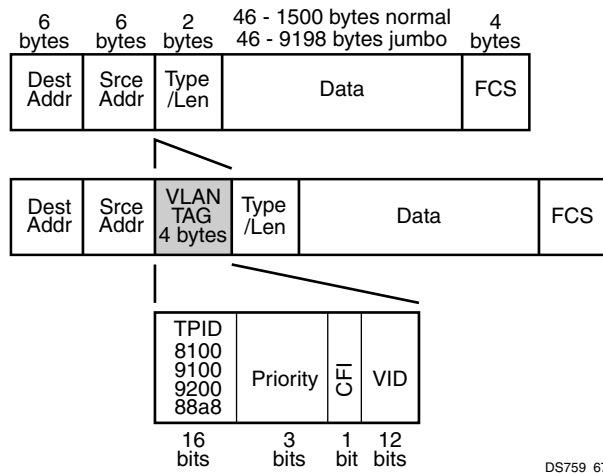 6 bytes
6 bytes
2 bytes
46 - 1500 bytes normal
46 - 9198 bytes jumbo
4 bytes
Dest Addr
Srce Addr
Type /Len
Data
FCS
Dest Addr
Srce Addr
VLAN TAG 4 bytes
Type /Len
Data
FCS
TPID
8100
9100
9200
88a8
Priority
CFI
VID
16 bits
3 bits
1 bit
12 bits